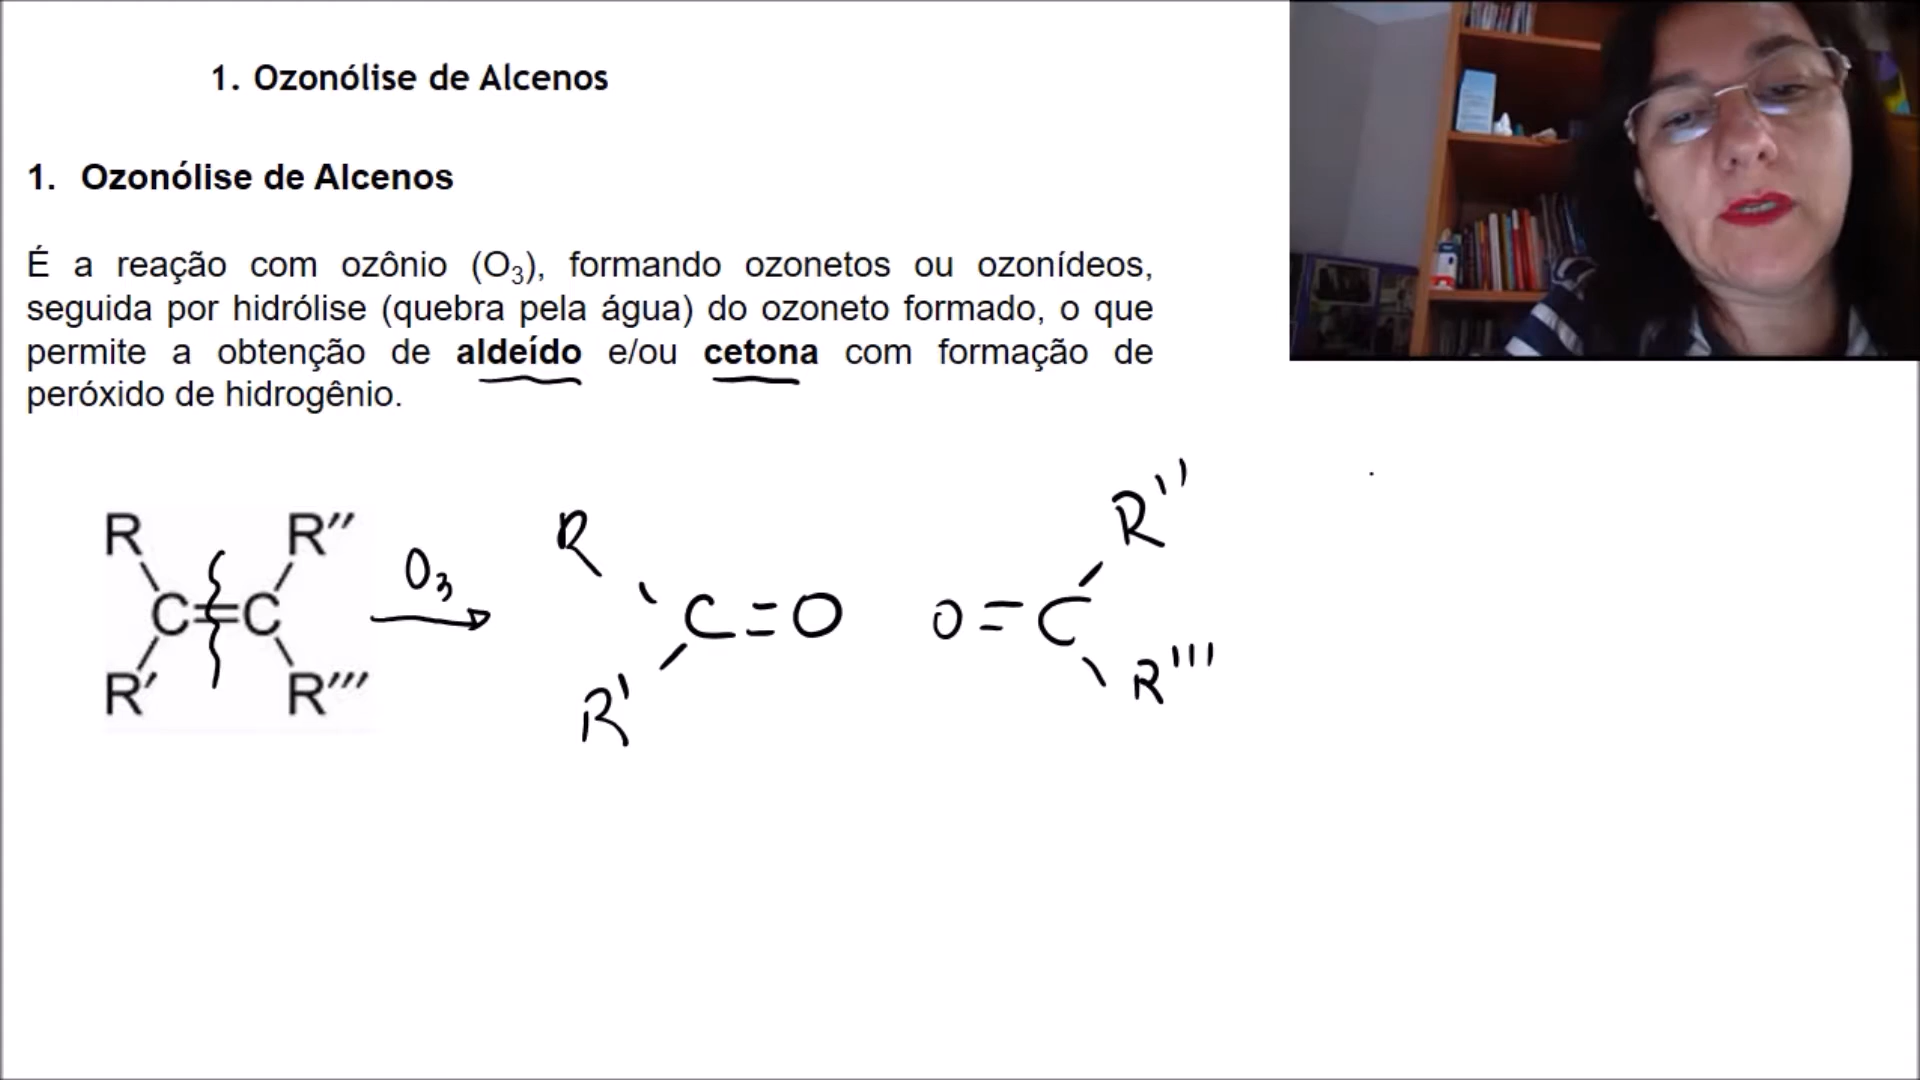 1. Ozonólise de Alcenos
1. Ozonólise de Alcenos
É a reação com ozônio (O₃), formando ozonetos ou ozonídeos,
seguida por hidrólise (quebra pela água) do ozoneto formado, o que
permite a obtenção de aldeído e/ou cetona com formação de
peróxido de hidrogênio.
R R″
C=C
R′ R‴
O₃
R
C=O
R'
R''
O=C
R'''